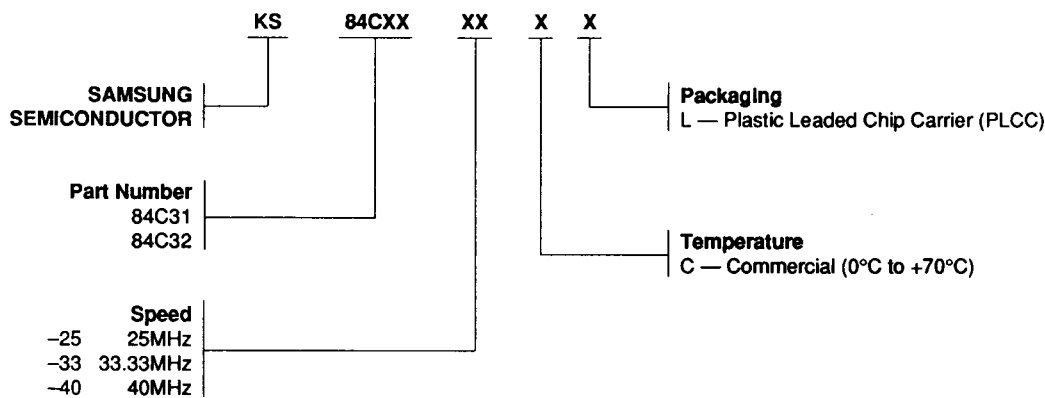 KS 84CXX XX X X
SAMSUNG
SEMICONDUCTOR
Packaging
L — Plastic Leaded Chip Carrier (PLCC)
Part Number
84C31
84C32
Temperature
C — Commercial (0°C to +70°C)
Speed
–25 25MHz
–33 33.33MHz
–40 40MHz